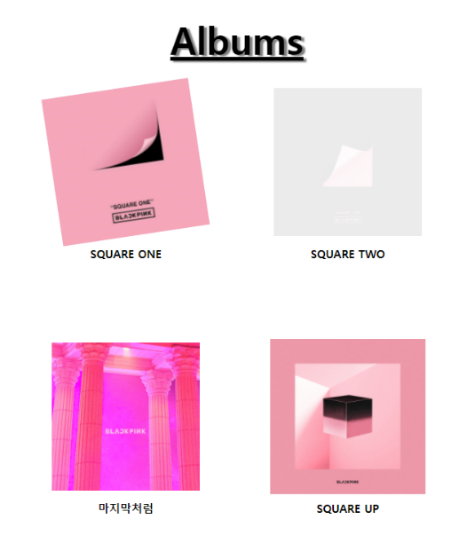 Albums
"SQUARE ONE"
BLACKPINK
SQUARE ONE
SQUARE TWO
BLACKPINK
마지막처럼
BLACKPINK
SQUARE UP